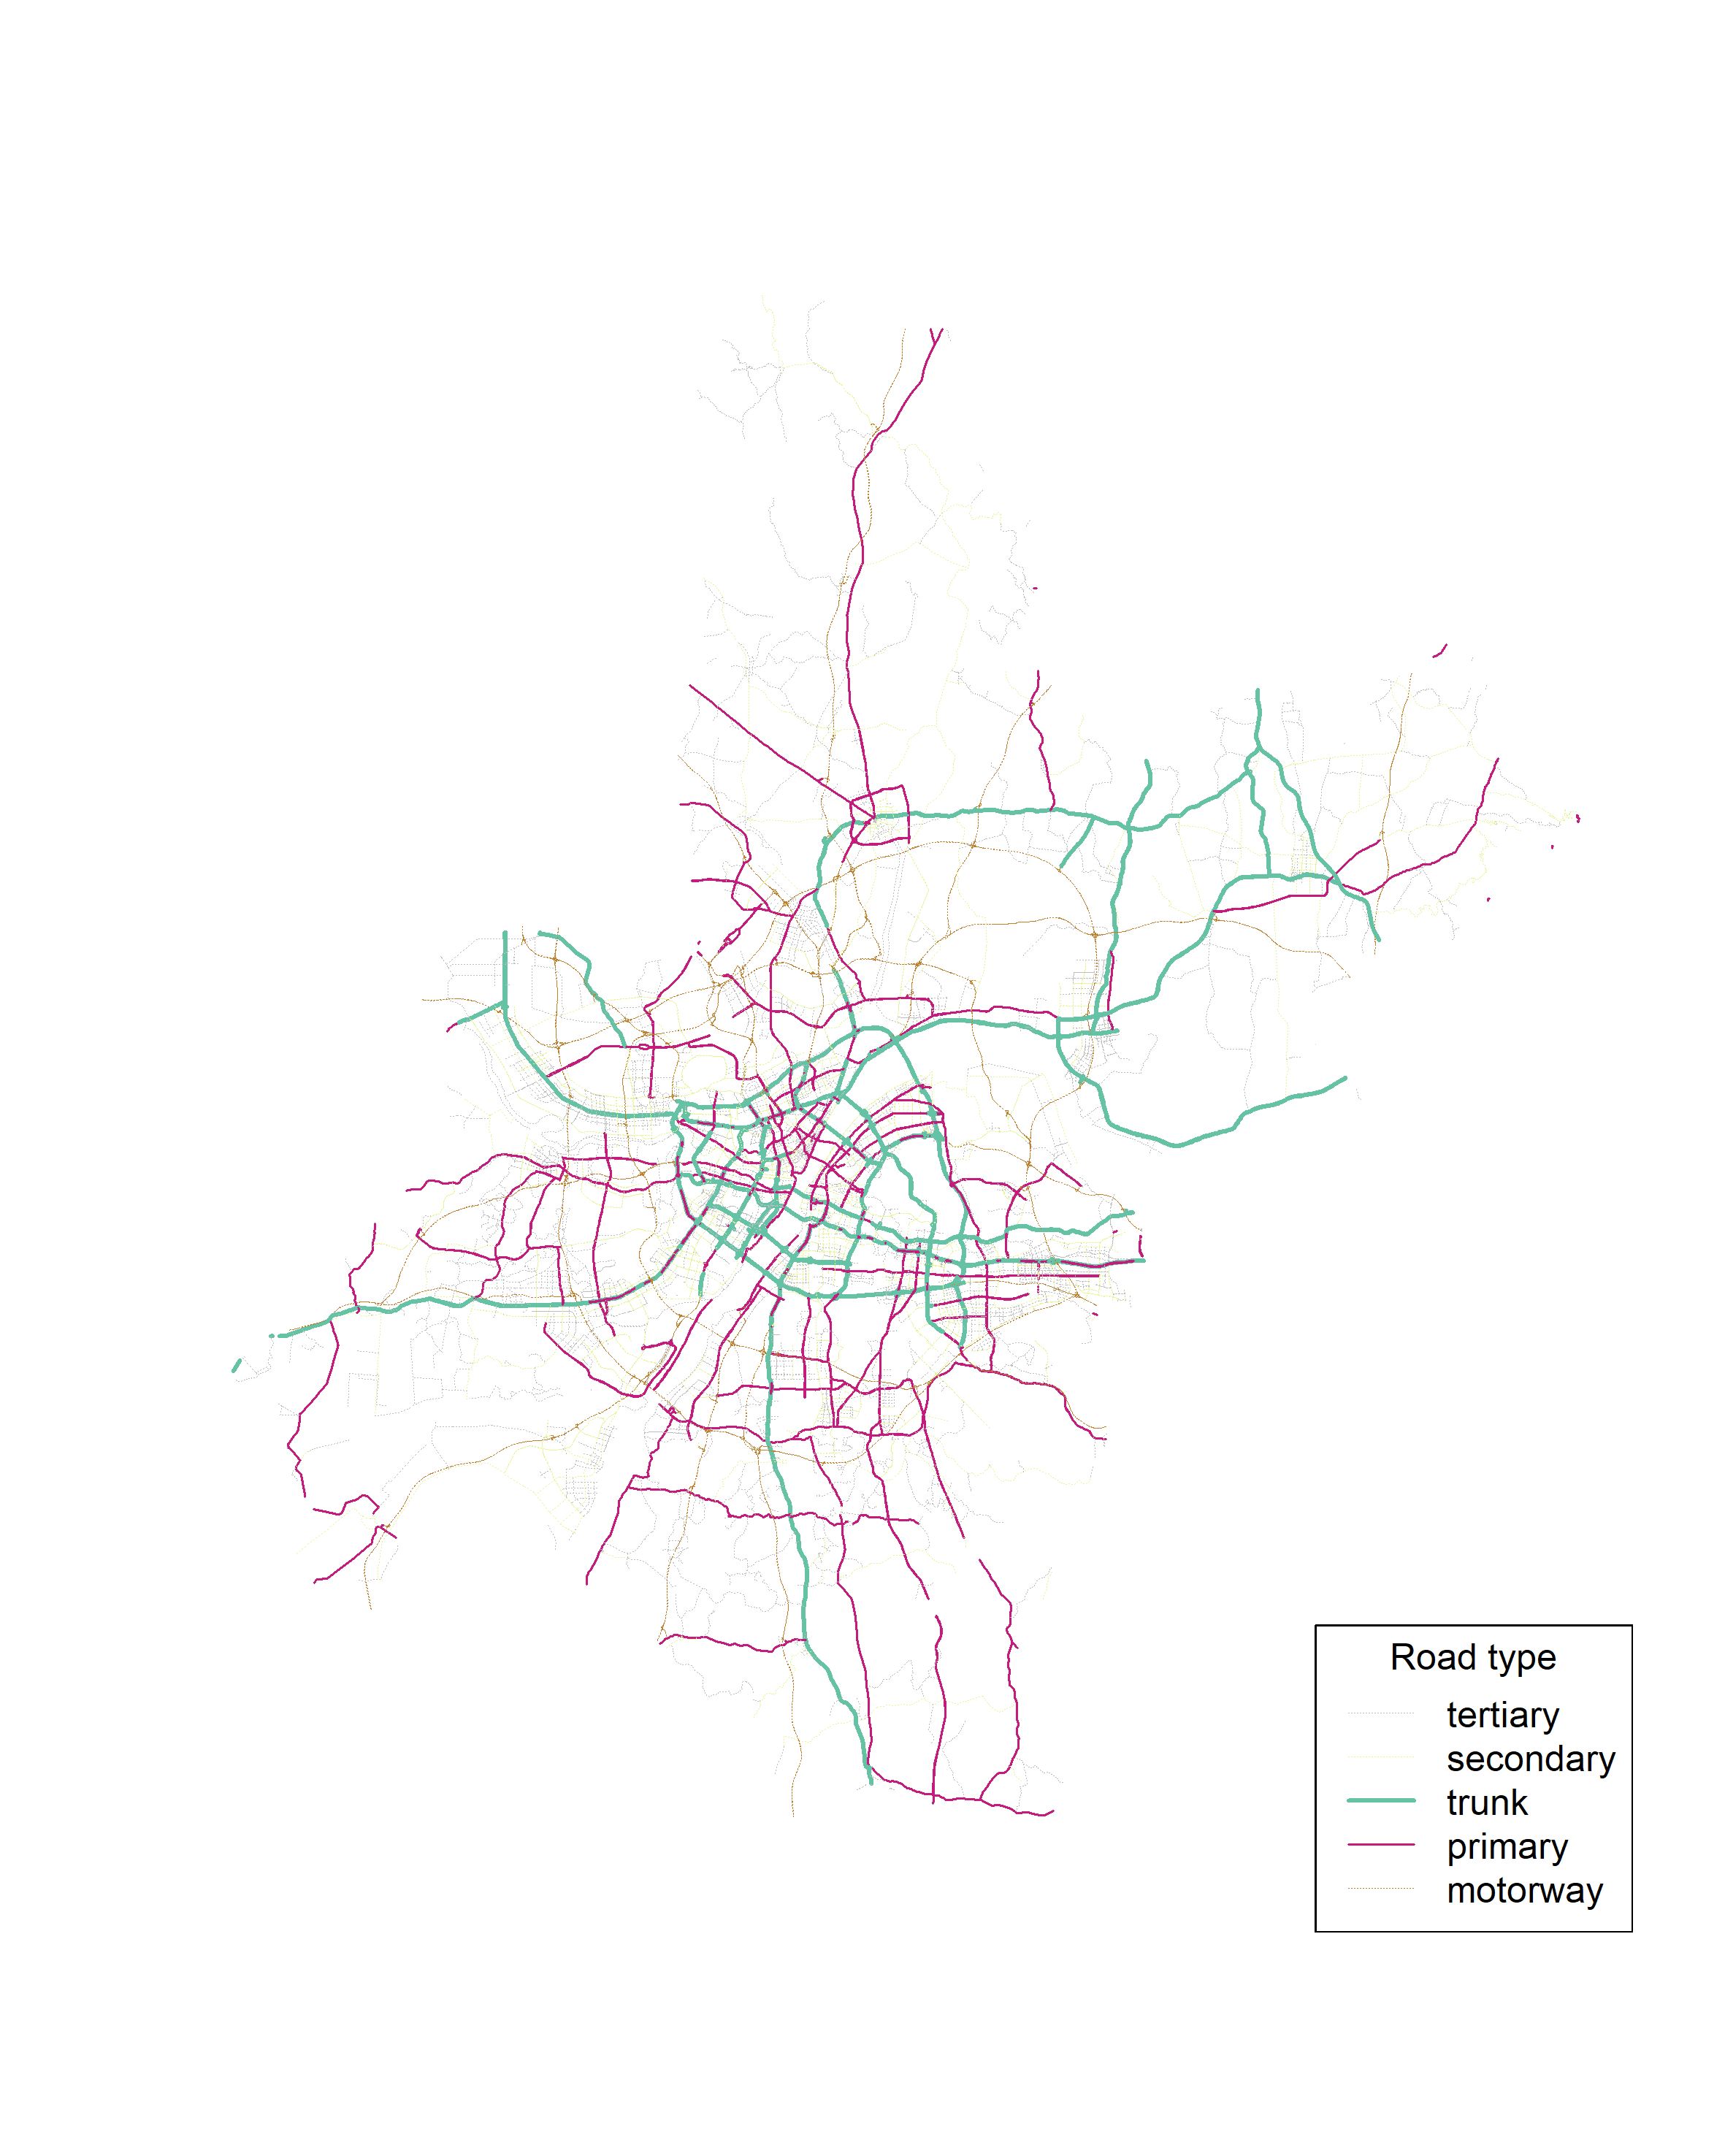 Road type
tertiary
secondary
trunk
primary
motorway